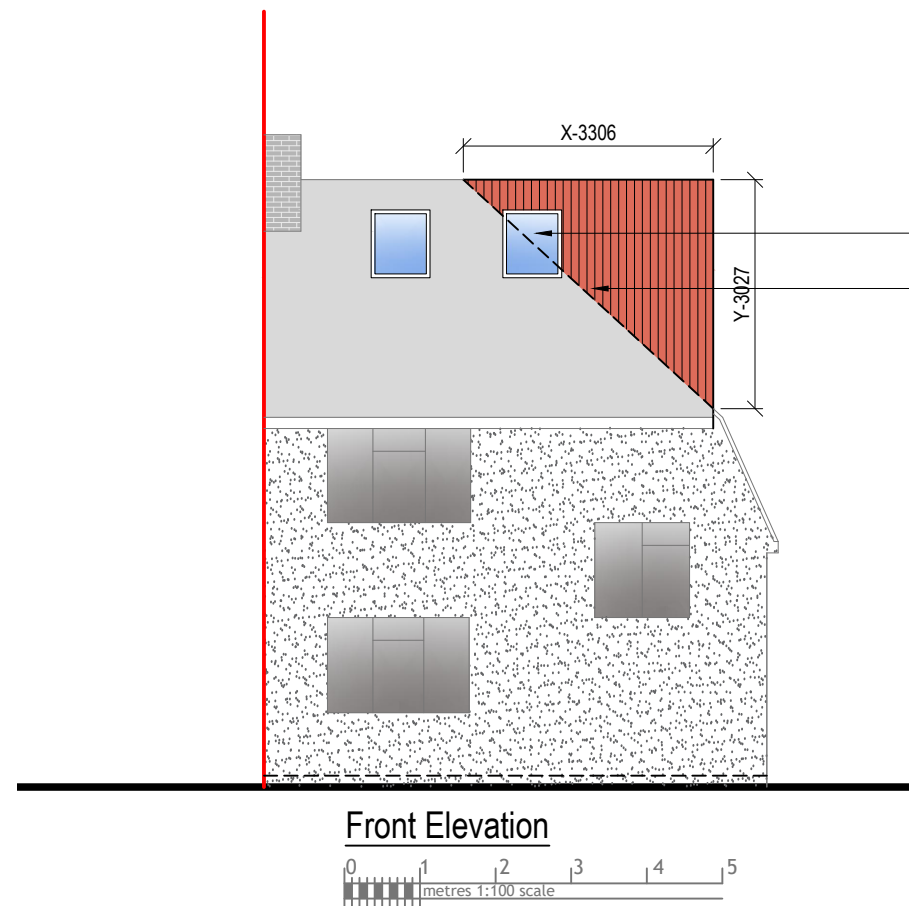 X-3306
Y-3027
Front Elevation
0 1 2 3 4 5
metres 1:100 scale